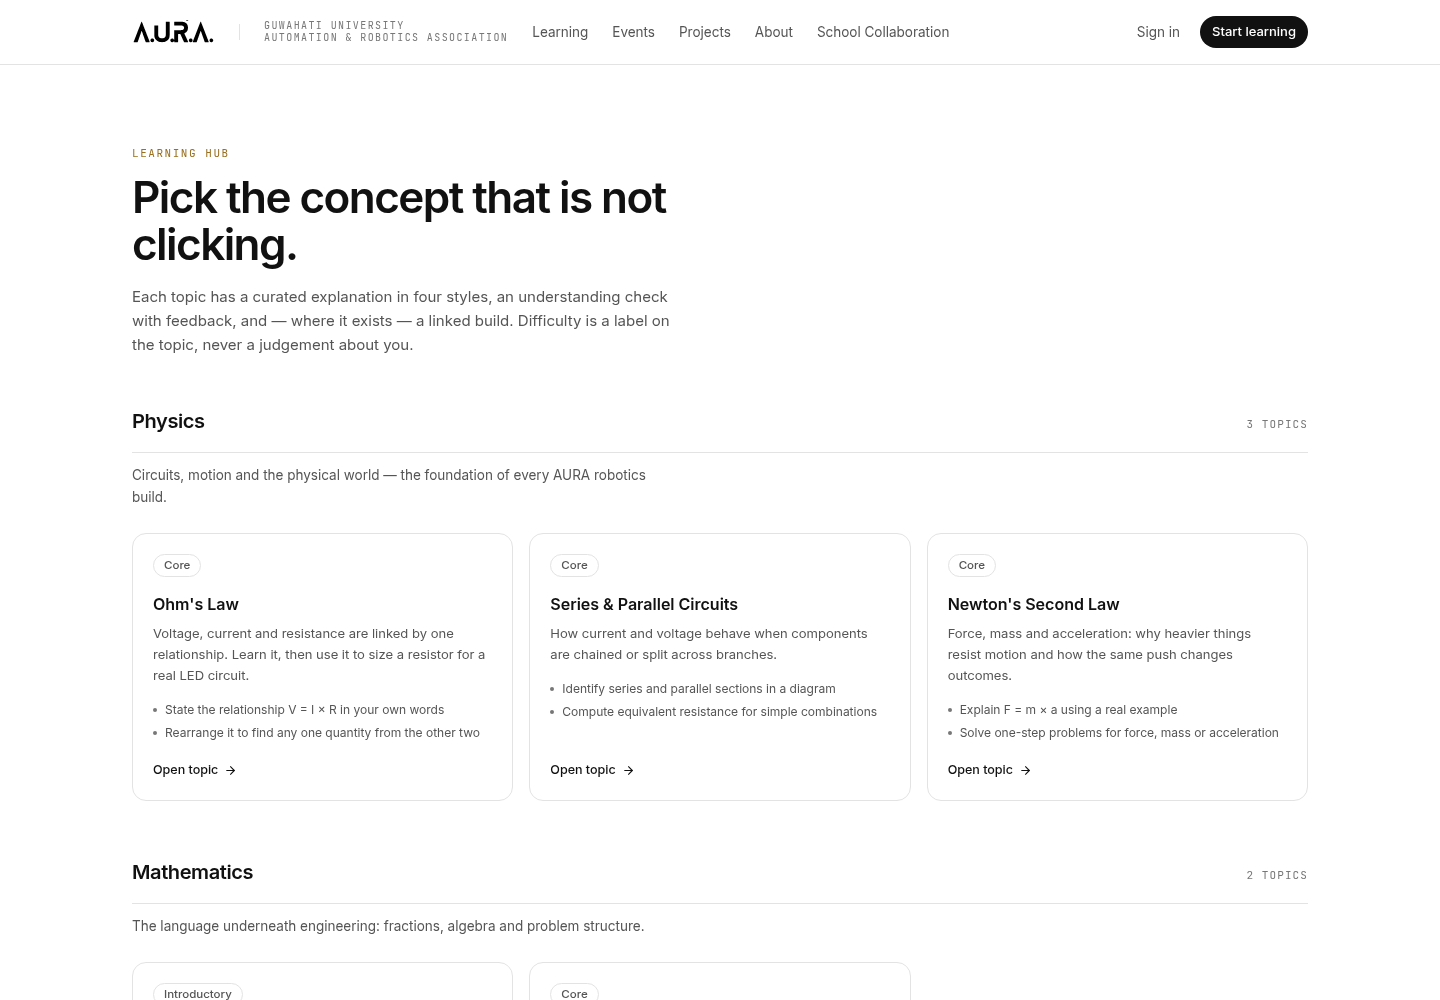 A.U.R.A.
GUWAHATI UNIVERSITY
AUTOMATION & ROBOTICS ASSOCIATION
Learning
Events
Projects
About
School Collaboration
Sign in
Start learning
LEARNING HUB
Pick the concept that is not
clicking.
Each topic has a curated explanation in four styles, an understanding check
with feedback, and — where it exists — a linked build. Difficulty is a label on
the topic, never a judgement about you.
Physics
3 TOPICS
Circuits, motion and the physical world — the foundation of every AURA robotics
build.
Core
Ohm's Law
Voltage, current and resistance are linked by one
relationship. Learn it, then use it to size a resistor for a
real LED circuit.
• State the relationship V = I × R in your own words
• Rearrange it to find any one quantity from the other two
Open topic →
Core
Series & Parallel Circuits
How current and voltage behave when components
are chained or split across branches.
• Identify series and parallel sections in a diagram
• Compute equivalent resistance for simple combinations
Open topic →
Core
Newton's Second Law
Force, mass and acceleration: why heavier things
resist motion and how the same push changes
outcomes.
• Explain F = m × a using a real example
• Solve one-step problems for force, mass or acceleration
Open topic →
Mathematics
2 TOPICS
The language underneath engineering: fractions, algebra and problem structure.
Introductory
Core